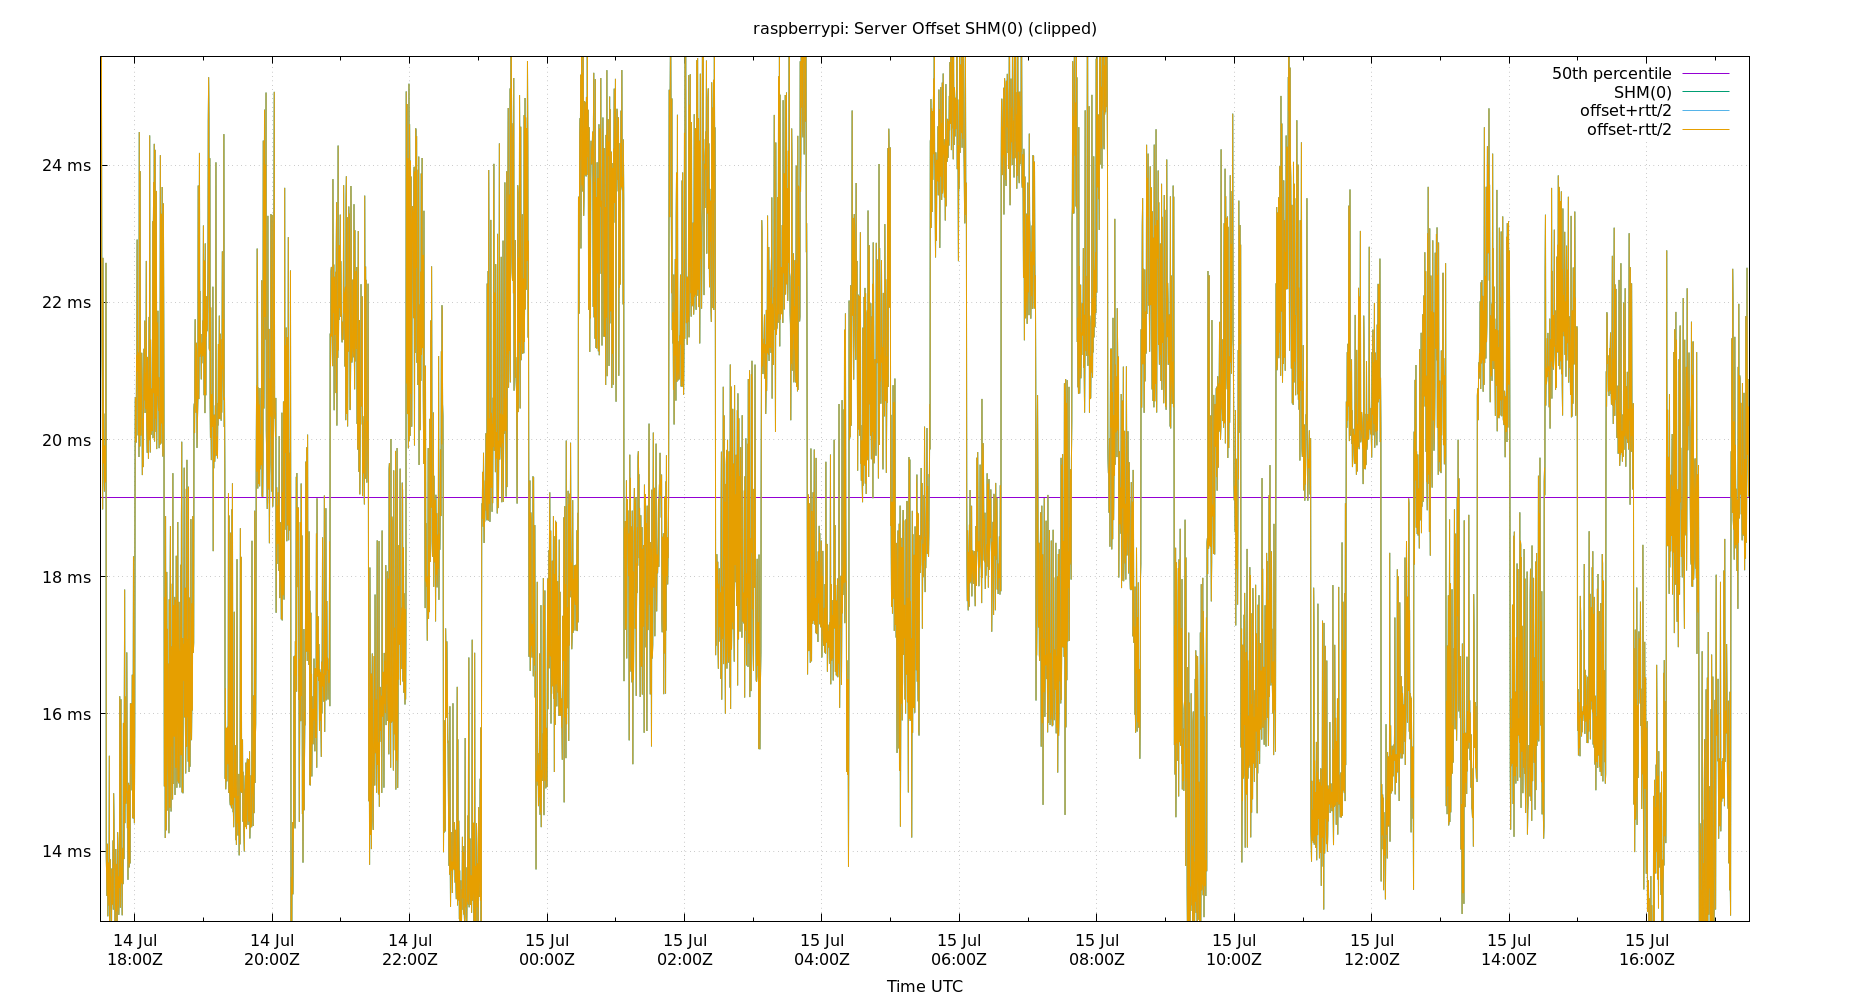 raspberrypi: Server Offset SHM(0) (clipped)
50th percentile
SHM(0)
offset+rtt/2
offset-rtt/2
24 ms
22 ms
20 ms
18 ms
16 ms
14 ms
14 Jul 14 Jul 14 Jul 15 Jul 15 Jul 15 Jul 15 Jul 15 Jul 15 Jul 15 Jul 15 Jul 15 Jul
18:00Z 20:00Z 22:00Z 00:00Z 02:00Z 04:00Z 06:00Z 08:00Z 10:00Z 12:00Z 14:00Z 16:00Z
Time UTC